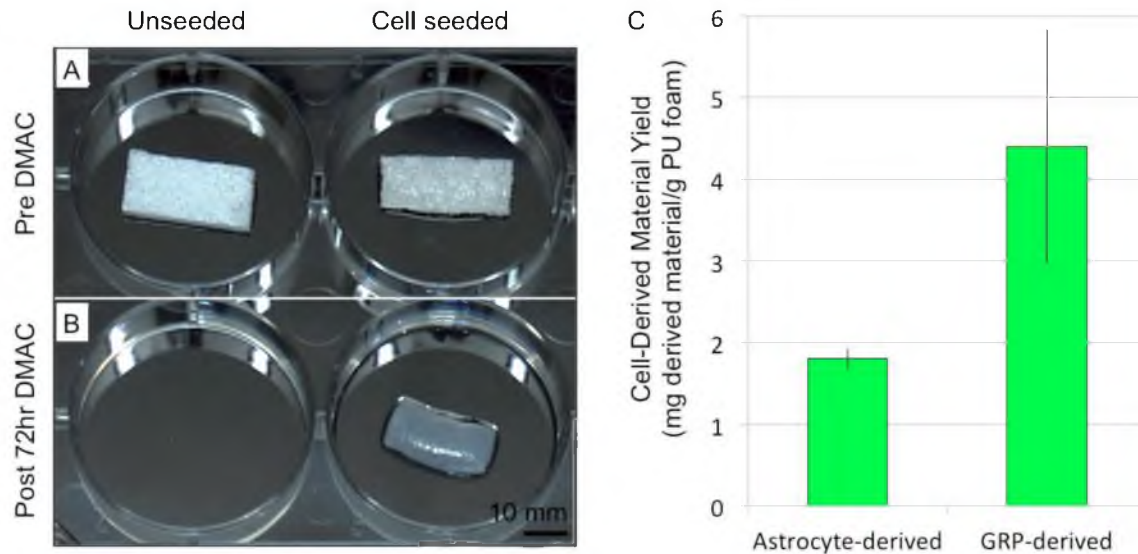 Unseeded
Cell seeded
C
A
Pre DMAC
B
Post 72hr DMAC
10 mm
Cell-Derived Material Yield
(mg derived material/g PU foam)
6
5
4
3
2
1
0
Astrocyte-derived
GRP-derived